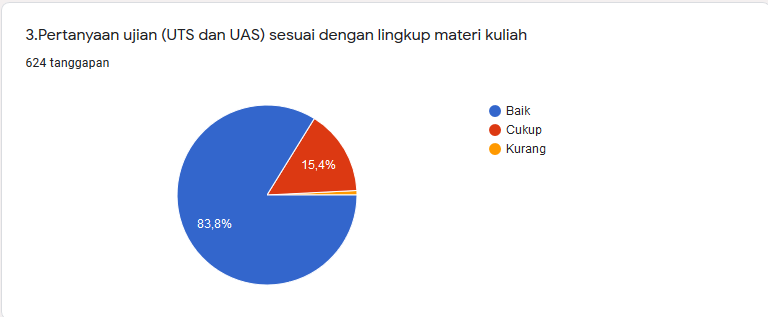 3.Pertanyaan ujian (UTS dan UAS) sesuai dengan lingkup materi kuliah
624 tanggapan
Baik
Cukup
Kurang
15,4%
83,8%